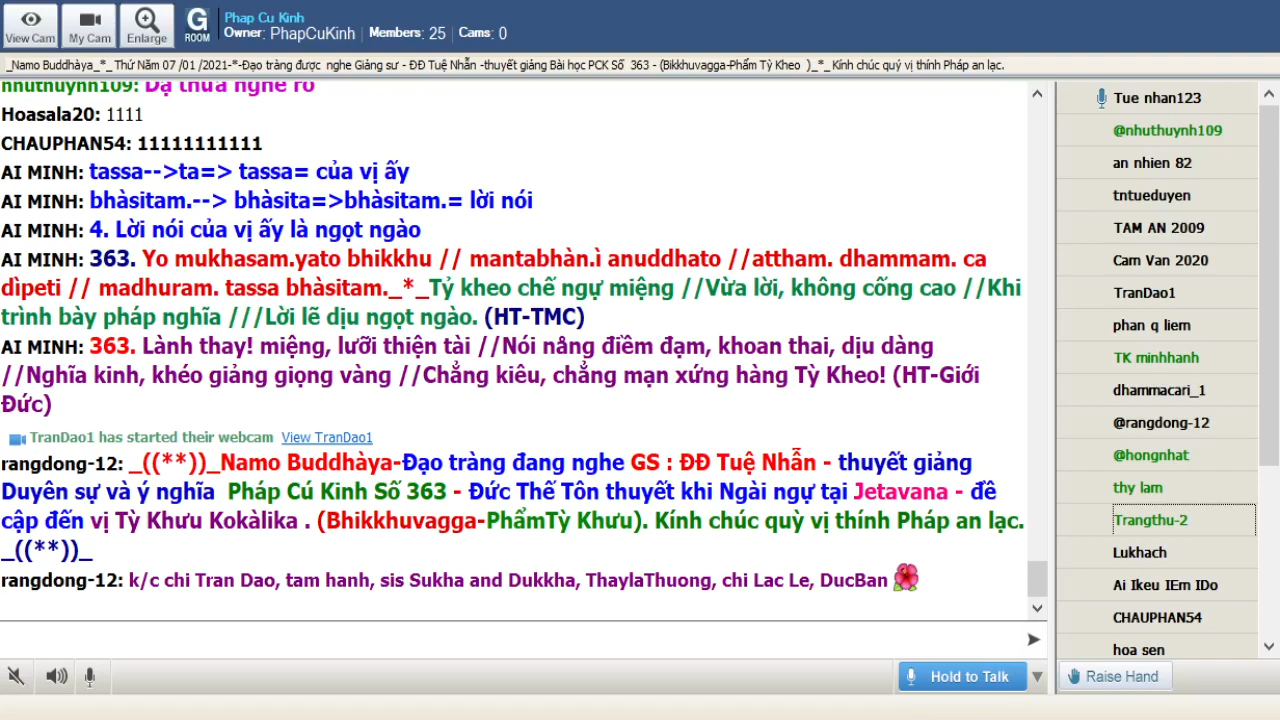 View Cam
My Cam
Enlarge
G
ROOM
Phap Cu Kinh
Owner: PhapCuKinh | Members: 25 | Cams: 0
_Namo Buddhàya_*_ Thứ Năm 07 /01 /2021-*-Đạo tràng được nghe Giảng sư - ĐĐ Tuệ Nhẫn -thuyết giảng Bài học PCK Số 363 - (Bikkhuvagga-Phẩm Tỳ Kheo )_*_ Kính chúc quý vị thính Pháp an lạc.
nhuthuynh109: Dạ thưa nghe rõ
Hoasala20: 1111
CHAUPHAN54: 11111111111
AI MINH: tassa-->ta=> tassa= của vị ấy
AI MINH: bhàsitam.--> bhàsita=>bhàsitam.= lời nói
AI MINH: 4. Lời nói của vị ấy là ngọt ngào
AI MINH: 363. Yo mukhasam.yato bhikkhu // mantabhàn.ì anuddhato //attham. dhammam. ca
dìpeti // madhuram. tassa bhàsitam._*_Tỷ kheo chế ngự miệng //Vừa lời, không cống cao //Khi
trình bày pháp nghĩa ///Lời lẽ dịu ngọt ngào. (HT-TMC)
AI MINH: 363. Lành thay! miệng, lưỡi thiện tài //Nói năng điềm đạm, khoan thai, dịu dàng
//Nghĩa kinh, khéo giảng giọng vàng //Chẳng kiêu, chẳng mạn xứng hàng Tỳ Kheo! (HT-Giới
Đức)
TranDao1 has started their webcam View TranDao1
rangdong-12: _((**))_Namo Buddhàya-Đạo tràng đang nghe GS : ĐĐ Tuệ Nhẫn - thuyết giảng
Duyên sự và ý nghĩa Pháp Cú Kinh Số 363 - Đức Thế Tôn thuyết khi Ngài ngự tại Jetavana - đề
cập đến vị Tỳ Khưu Kokàlika . (Bhikkhuvagga-PhẩmTỳ Khưu). Kính chúc quỳ vị thính Pháp an lạc.
_((**))_
rangdong-12: k/c chi Tran Dao, tam hanh, sis Sukha and Dukkha, ThaylaThuong, chi Lac Le, DucBan
Hold to Talk
Tue nhan123
@nhuthuynh109
an nhien 82
tntueduyen
TAM AN 2009
Cam Van 2020
TranDao1
phan q liem
TK minhhanh
dhammacari_1
@rangdong-12
@hongnhat
thy lam
Trangthu-2
Lukhach
Ai Ikeu IEm IDo
CHAUPHAN54
hoa sen
Raise Hand